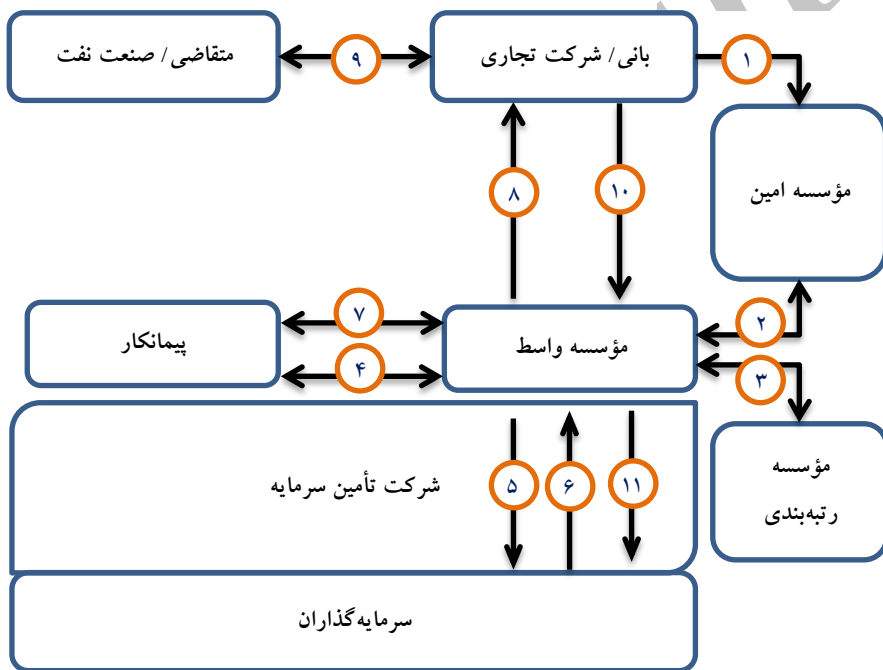 متقاضی/ صنعت نفت
۹
بانی/ شرکت تجاری
۱
مؤسسه امین
۸
۱۰
پیمانکار
۷
۴
مؤسسه واسط
۲
۳
مؤسسه
رتبه‌بندی
شرکت تأمین سرمایه
۵
۶
۱۱
سرمایه‌گذاران